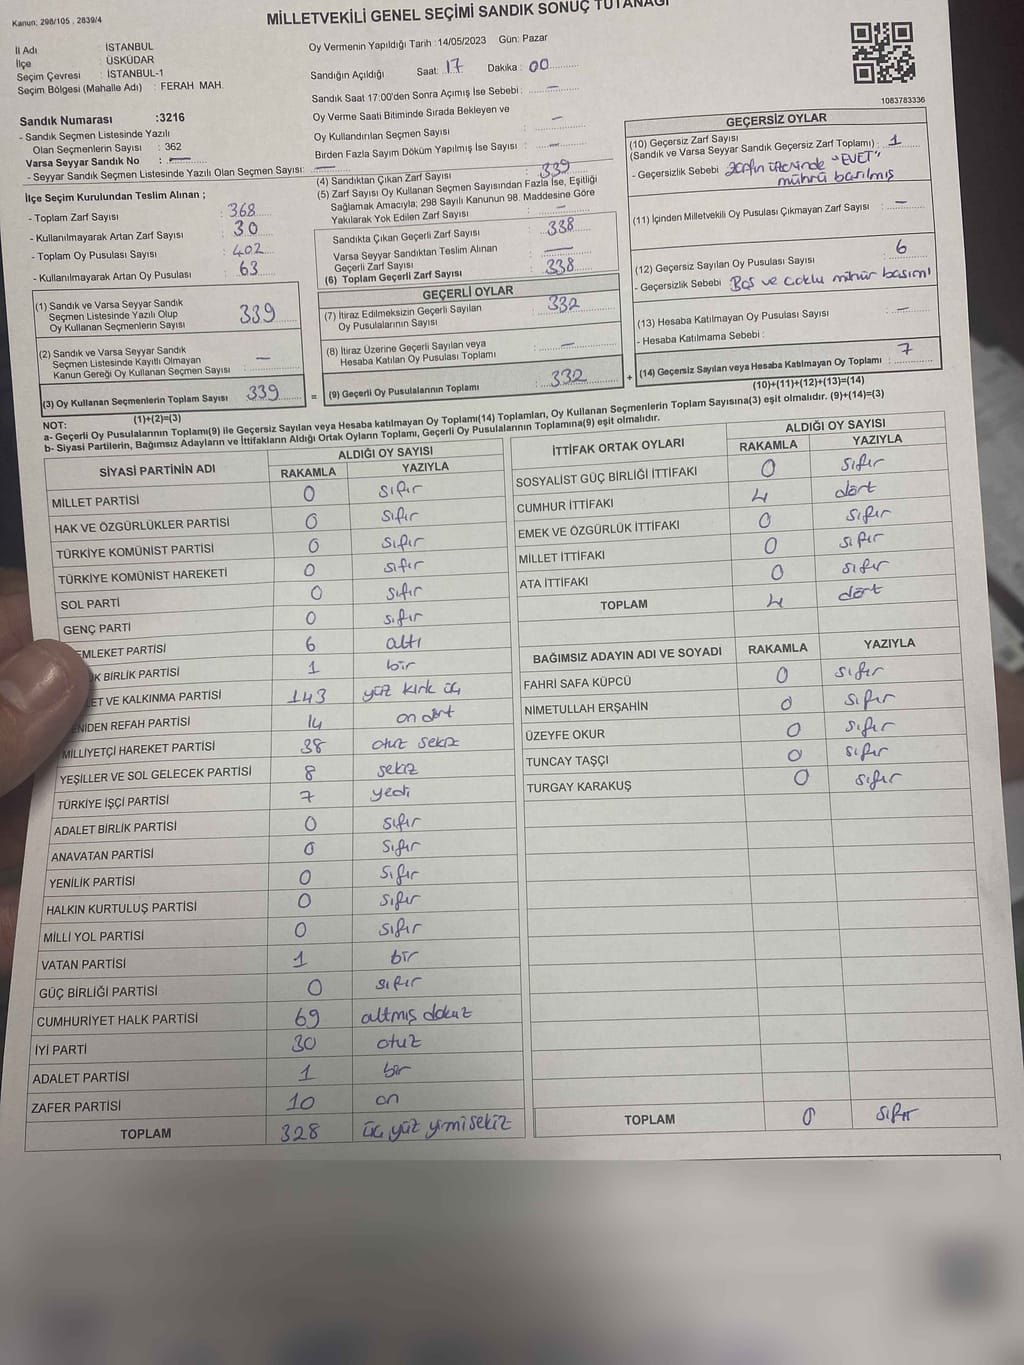 Kanun: 298/105 , 2839/4
MİLLETVEKİLİ GENEL SEÇİMİ SANDIK SONUÇ TUTANAĞI
İl Adı : İSTANBUL
İlçe : ÜSKÜDAR
Seçim Çevresi : İSTANBUL-1
Seçim Bölgesi (Mahalle Adı) : FERAH MAH.
Oy Vermenin Yapıldığı Tarih :14/05/2023 Gün: Pazar
Sandığın Açıldığı Saat: 17 Dakika : 00
Sandık Saat 17:00'den Sonra Açımış İse Sebebi : —
Oy Verme Saati Bitiminde Sırada Bekleyen ve
Oy Kullandırılan Seçmen Sayısı : —
Birden Fazla Sayım Döküm Yapılmış İse Sayısı : —
1083783336
Sandık Numarası :3216
- Sandık Seçmen Listesinde Yazılı
Olan Seçmenlerin Sayısı : 362
Varsa Seyyar Sandık No : —
- Seyyar Sandık Seçmen Listesinde Yazılı Olan Seçmen Sayısı: —
İlçe Seçim Kurulundan Teslim Alınan ;
- Toplam Zarf Sayısı : 368
- Kullanılmayarak Artan Zarf Sayısı : 30
- Toplam Oy Pusulası Sayısı : 402
- Kullanılmayarak Artan Oy Pusulası : 63
(1) Sandık ve Varsa Seyyar Sandık
Seçmen Listesinde Yazılı Olup
Oy Kullanan Seçmenlerin Sayısı 339
(2) Sandık ve Varsa Seyyar Sandık
Seçmen Listesinde Kayıtlı Olmayan
Kanun Gereği Oy Kullanan Seçmen Sayısı : —
(3) Oy Kullanan Seçmenlerin Toplam Sayısı 339
(1)+(2)=(3)
(4) Sandıktan Çıkan Zarf Sayısı : 339
(5) Zarf Sayısı Oy Kullanan Seçmen Sayısından Fazla İse, Eşitliği
Sağlamak Amacıyla; 298 Sayılı Kanunun 98. Maddesine Göre
Yakılarak Yok Edilen Zarf Sayısı : —
Sandıkta Çıkan Geçerli Zarf Sayısı : 338
Varsa Seyyar Sandıktan Teslim Alınan
Geçerli Zarf Sayısı : —
(6) Toplam Geçerli Zarf Sayısı : 338
GEÇERLİ OYLAR
(7) İtiraz Edilmeksizin Geçerli Sayılan
Oy Pusulalarının Sayısı : 332
(8) İtiraz Üzerine Geçerli Sayılan veya
Hesaba Katılan Oy Pusulası Toplamı : —
= (9) Geçerli Oy Pusulalarının Toplamı : 332 +
GEÇERSİZ OYLAR
(10) Geçersiz Zarf Sayısı
(Sandık ve Varsa Seyyar Sandık Geçersiz Zarf Toplamı) : 1
- Geçersizlik Sebebi Zarfın üzerinde "EVET"
mührü basılmış
(11) İçinden Milletvekili Oy Pusulası Çıkmayan Zarf Sayısı : —
(12) Geçersiz Sayılan Oy Pusulası Sayısı : 6
- Geçersizlik Sebebi Boş ve çoklu mühür basımı
(13) Hesaba Katılmayan Oy Pusulası Sayısı : —
- Hesaba Katılmama Sebebi :
(14) Geçersiz Sayılan veya Hesaba Katılmayan Oy Toplamı : 7
(10)+(11)+(12)+(13)=(14)
NOT:
a- Geçerli Oy Pusulalarının Toplamı(9) ile Geçersiz Sayılan veya Hesaba katılmayan Oy Toplamı(14) Toplamları, Oy Kullanan Seçmenlerin Toplam Sayısına(3) eşit olmalıdır. (9)+(14)=(3)
b- Siyasi Partilerin, Bağımsız Adayların ve İttifakların Aldığı Ortak Oyların Toplamı, Geçerli Oy Pusulalarının Toplamına(9) eşit olmalıdır.
SİYASİ PARTİNİN ADI ALDIĞI OY SAYISI
RAKAMLA YAZIYLA
MİLLET PARTİSİ 0 sıfır
HAK VE ÖZGÜRLÜKLER PARTİSİ 0 sıfır
TÜRKİYE KOMÜNİST PARTİSİ 0 sıfır
TÜRKİYE KOMÜNİST HAREKETİ 0 sıfır
SOL PARTİ 0 sıfır
GENÇ PARTİ 0 sıfır
EMLEKET PARTİSİ 6 altı
K BİRLİK PARTİSİ 1 bir
LET VE KALKINMA PARTİSİ 143 yüz kırk üç
ENİDEN REFAH PARTİSİ 14 on dört
MİLLİYETÇİ HAREKET PARTİSİ 38 otuz sekiz
YEŞİLLER VE SOL GELECEK PARTİSİ 8 sekiz
TÜRKİYE İŞÇİ PARTİSİ 7 yedi
ADALET BİRLİK PARTİSİ 0 sıfır
ANAVATAN PARTİSİ 0 sıfır
YENİLİK PARTİSİ 0 sıfır
HALKIN KURTULUŞ PARTİSİ 0 sıfır
MİLLİ YOL PARTİSİ 0 sıfır
VATAN PARTİSİ 1 bir
GÜÇ BİRLİĞİ PARTİSİ 0 sıfır
CUMHURİYET HALK PARTİSİ 69 altmış dokuz
İYİ PARTİ 30 otuz
ADALET PARTİSİ 1 bir
ZAFER PARTİSİ 10 on
TOPLAM 328 üç yüz yirmi sekiz
İTTİFAK ORTAK OYLARI ALDIĞI OY SAYISI
RAKAMLA YAZIYLA
SOSYALİST GÜÇ BİRLİĞİ İTTİFAKI 0 sıfır
CUMHUR İTTİFAKI 4 dört
EMEK VE ÖZGÜRLÜK İTTİFAKI 0 sıfır
MİLLET İTTİFAKI 0 sıfır
ATA İTTİFAKI 0 sıfır
TOPLAM 4 dört
BAĞIMSIZ ADAYIN ADI VE SOYADI RAKAMLA YAZIYLA
FAHRİ SAFA KÜPCÜ 0 sıfır
NİMETULLAH ERŞAHİN 0 sıfır
ÜZEYFE OKUR 0 sıfır
TUNCAY TAŞÇI 0 sıfır
TURGAY KARAKUŞ 0 sıfır
TOPLAM 0 sıfır